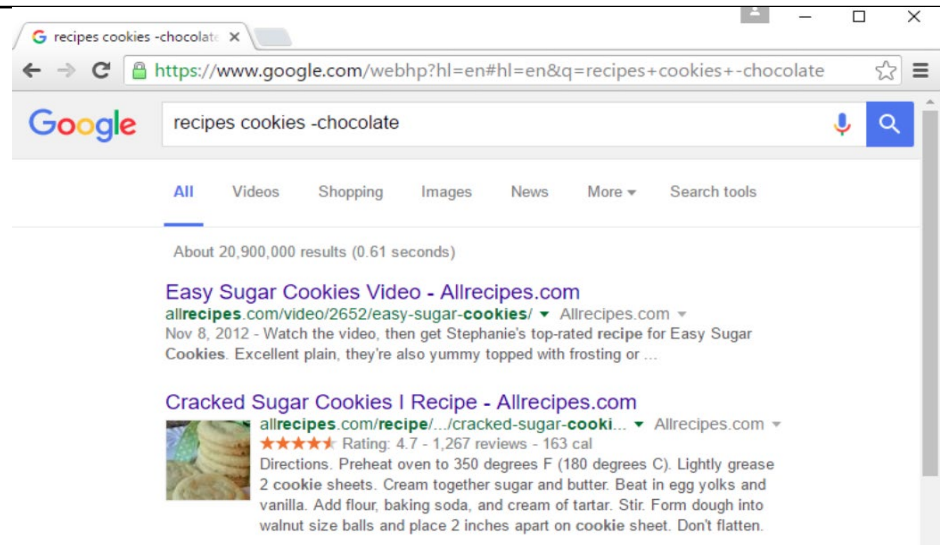 recipes cookies -chocolate
https://www.google.com/webhp?hl=en#hl=en&q=recipes+cookies+-chocolate
Google recipes cookies -chocolate
All Videos Shopping Images News More Search tools
About 20,900,000 results (0.61 seconds)
Easy Sugar Cookies Video - Allrecipes.com
allrecipes.com/video/2652/easy-sugar-cookies/ Allrecipes.com
Nov 8, 2012 - Watch the video, then get Stephanie's top-rated recipe for Easy Sugar
Cookies. Excellent plain, they're also yummy topped with frosting or ...
Cracked Sugar Cookies I Recipe - Allrecipes.com
allrecipes.com/recipe/.../cracked-sugar-cooki... Allrecipes.com
Rating: 4.7 - 1,267 reviews - 163 cal
Directions. Preheat oven to 350 degrees F (180 degrees C). Lightly grease
2 cookie sheets. Cream together sugar and butter. Beat in egg yolks and
vanilla. Add flour, baking soda, and cream of tartar. Stir. Form dough into
walnut size balls and place 2 inches apart on cookie sheet. Don't flatten.